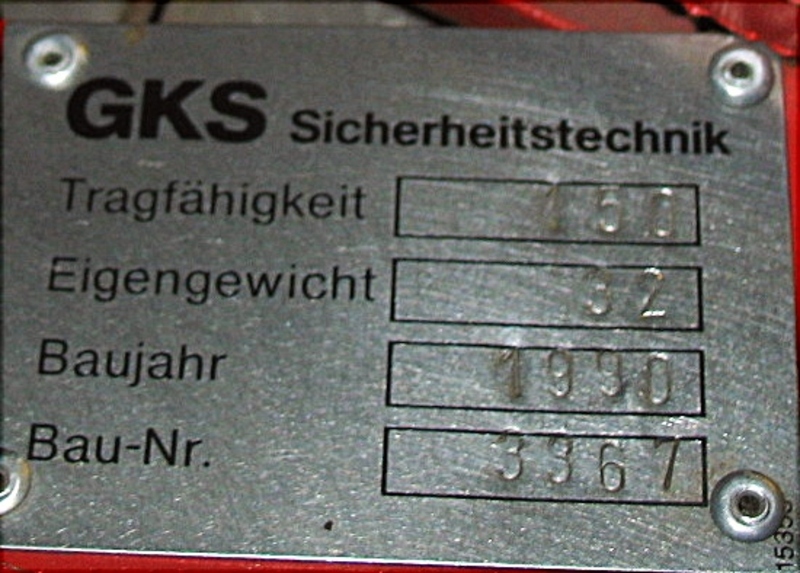 GKS Sicherheitstechnik
Tragfähigkeit 150
Eigengewicht 32
Baujahr 1990
Bau-Nr. 3367